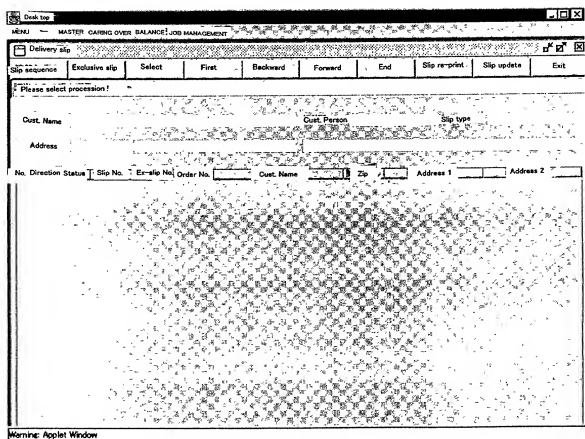 Desk top
MENU MASTER CARING OVER BALANCE! JOB MANAGEMENT
Delivery slip
Slip sequence Exclusive slip Select First Backward Forward End Slip re-print Slip update Exit
Please select procession!
Cust. Name Cust. Person Slip type
Address
No. Direction Status Slip No. Ex-slip No. Order No. Cust. Name Zip Address 1 Address 2
Warning: Applet Window